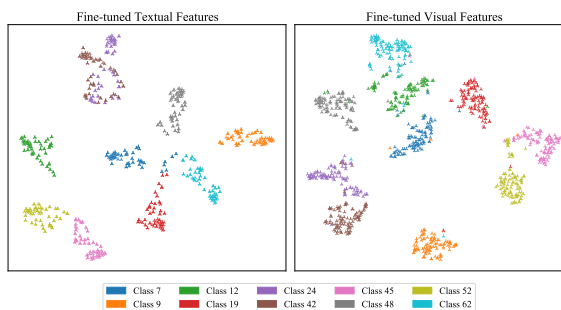 Fine-tuned Textual Features
Fine-tuned Visual Features
Class 7
Class 12
Class 24
Class 45
Class 52
Class 9
Class 19
Class 42
Class 48
Class 62